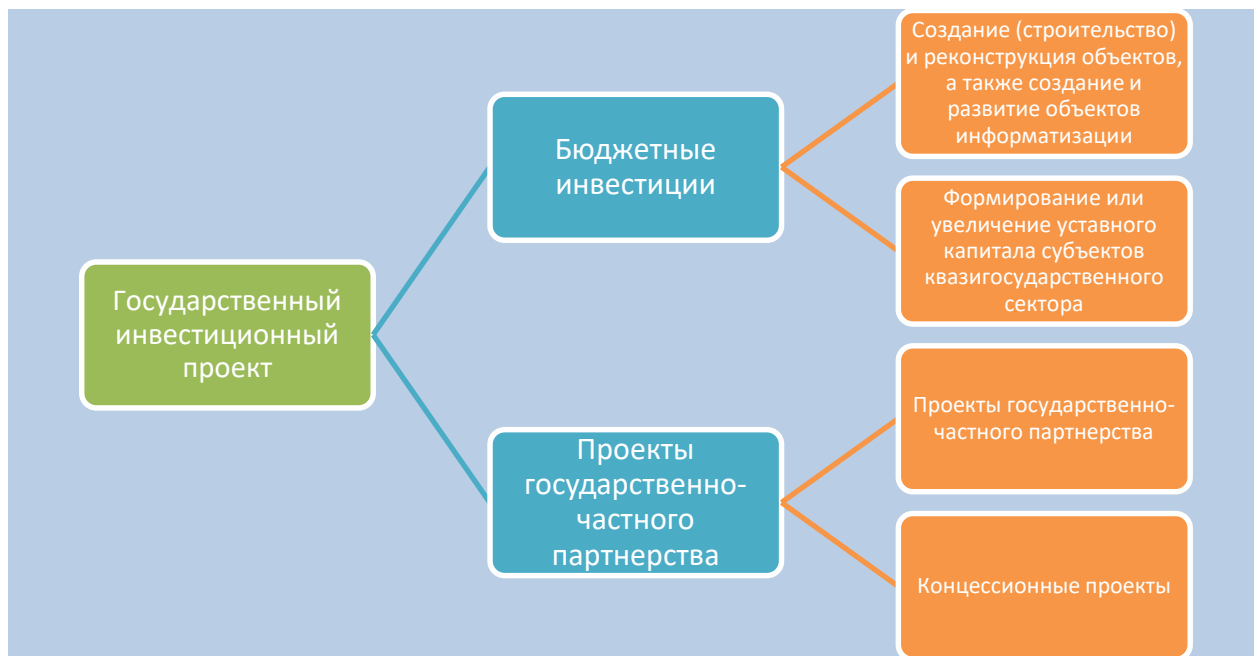 Создание (строительство)
и реконструкция объектов,
а также создание и
развитие объектов
информатизации
Бюджетные
инвестиции
Формирование или
увеличение уставного
капитала субъектов
квазигосударственного
сектора
Государственный
инвестиционный
проект
Проекты государственно-
частного партнерства
Проекты
государственно-
частного
партнерства
Концессионные проекты